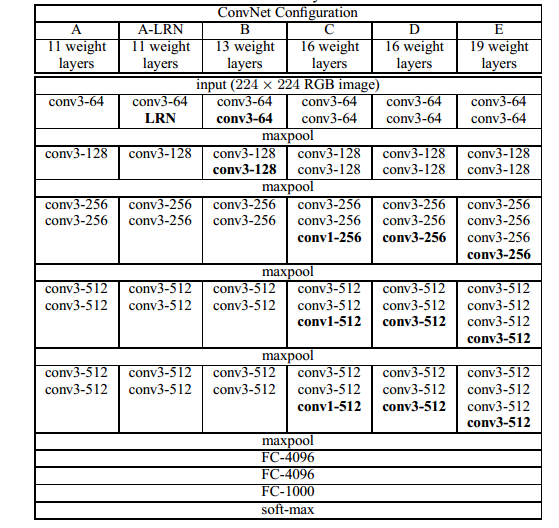 ConvNet Configuration
A A-LRN B C D E
11 weight 11 weight 13 weight 16 weight 16 weight 19 weight
layers layers layers layers layers layers
input (224 × 224 RGB image)
conv3-64 conv3-64 conv3-64 conv3-64 conv3-64 conv3-64
LRN conv3-64 conv3-64 conv3-64 conv3-64
maxpool
conv3-128 conv3-128 conv3-128 conv3-128 conv3-128 conv3-128
conv3-128 conv3-128 conv3-128 conv3-128
maxpool
conv3-256 conv3-256 conv3-256 conv3-256 conv3-256 conv3-256
conv3-256 conv3-256 conv3-256 conv3-256 conv3-256 conv3-256
conv1-256 conv3-256 conv3-256
conv3-256
maxpool
conv3-512 conv3-512 conv3-512 conv3-512 conv3-512 conv3-512
conv3-512 conv3-512 conv3-512 conv3-512 conv3-512 conv3-512
conv1-512 conv3-512 conv3-512
conv3-512
maxpool
conv3-512 conv3-512 conv3-512 conv3-512 conv3-512 conv3-512
conv3-512 conv3-512 conv3-512 conv3-512 conv3-512 conv3-512
conv1-512 conv3-512 conv3-512
conv3-512
maxpool
FC-4096
FC-4096
FC-1000
soft-max